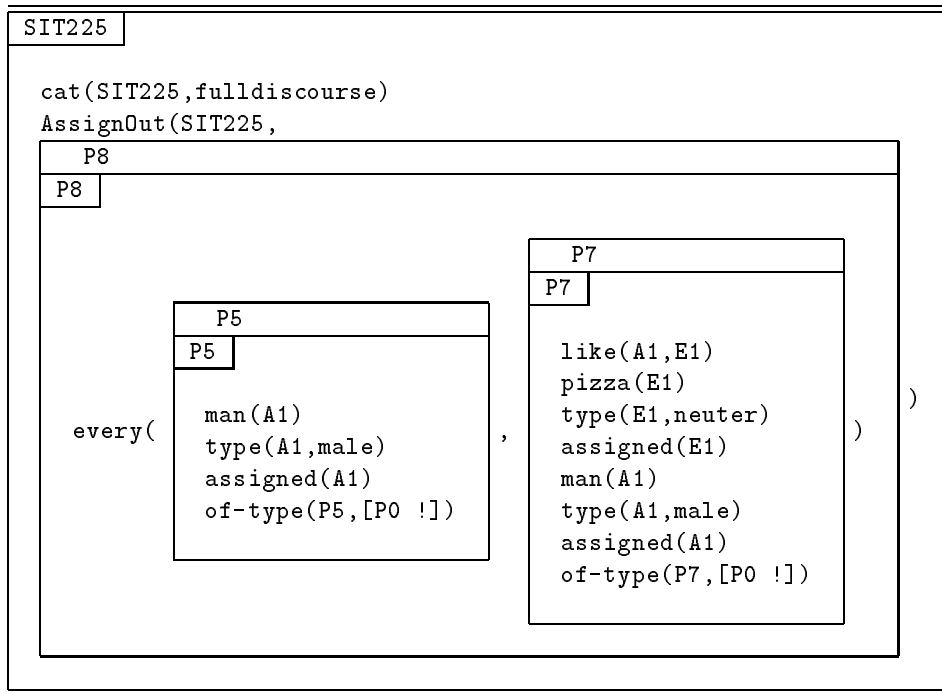 SIT225
cat(SIT225,fulldiscourse)
AssignOut(SIT225,
P8
P8
every(
P5
P5
man(A1)
type(A1,male)
assigned(A1)
of-type(P5,[P0 !])
,
P7
P7
like(A1,E1)
pizza(E1)
type(E1,neuter)
assigned(E1)
man(A1)
type(A1,male)
assigned(A1)
of-type(P7,[P0 !])
)
)